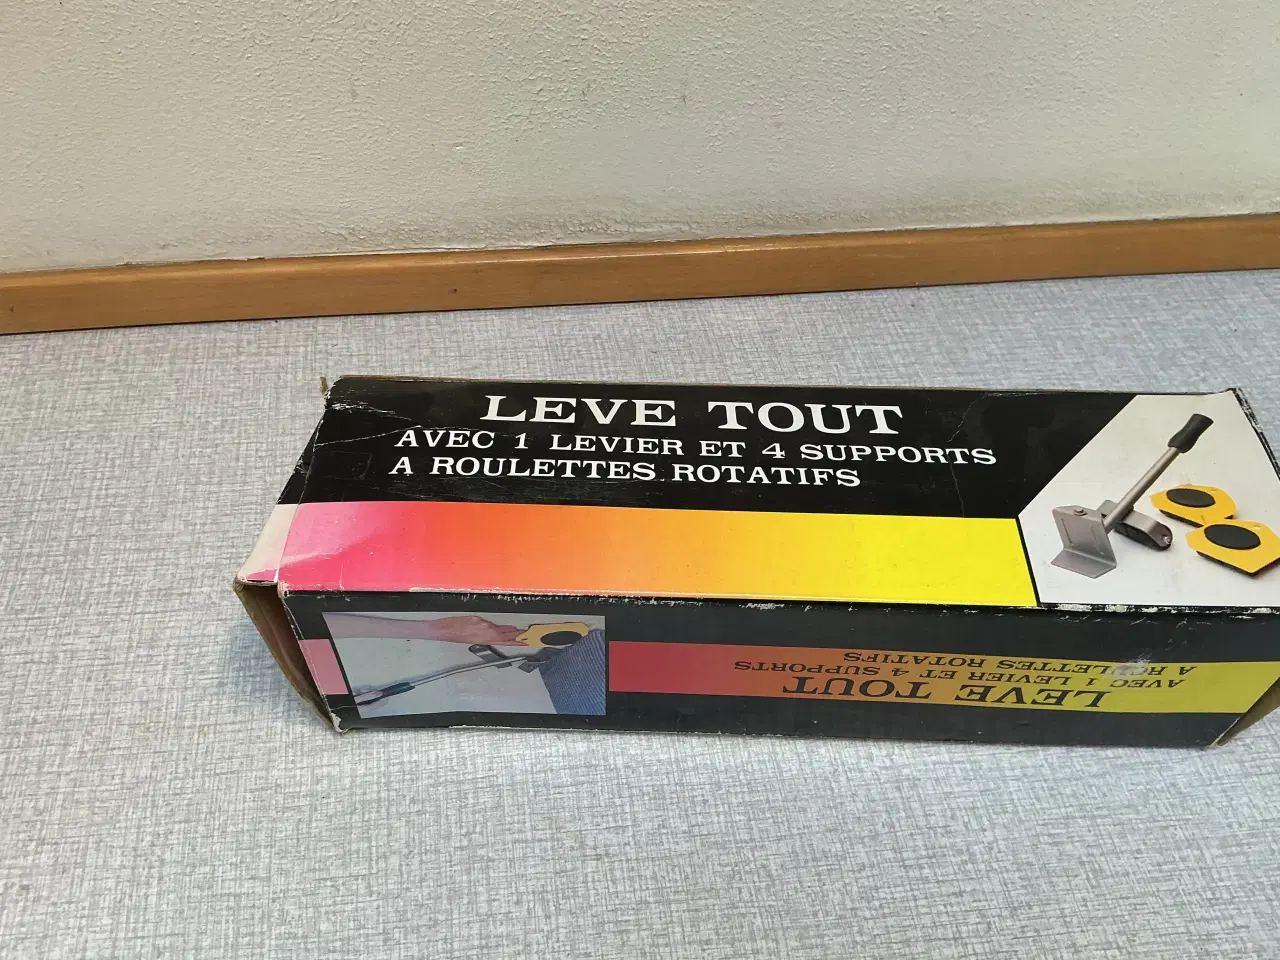 LEVE TOUT
AVEC 1 LEVIER ET 4 SUPPORTS
A ROULETTES ROTATIFS
LEVE TOUT
AVEC 1 LEVIER ET 4 SUPPORTS
A ROULETTES ROTATIFS